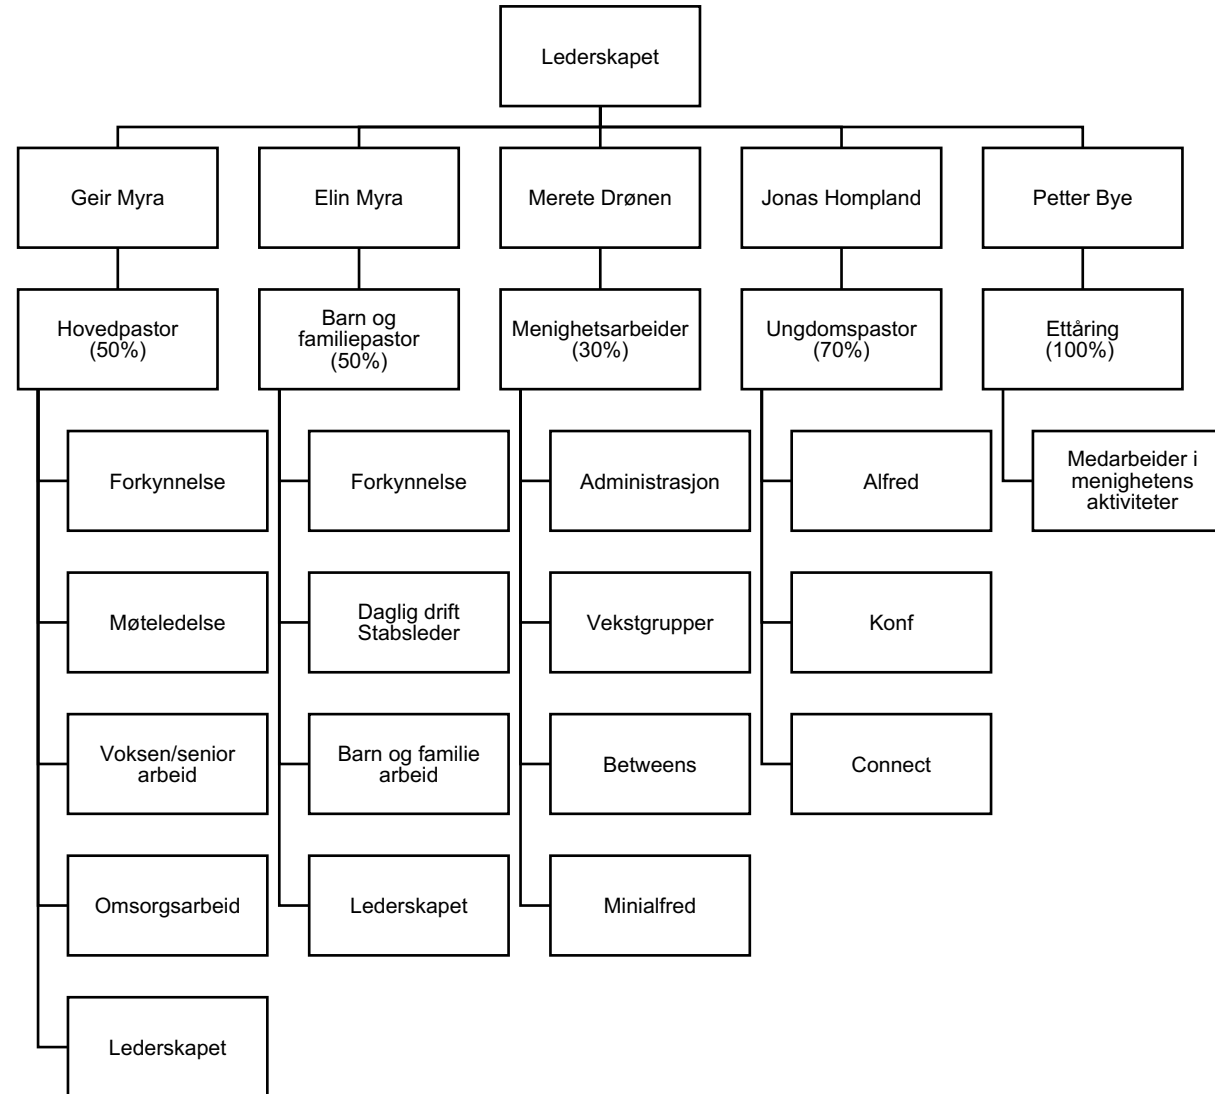 Lederskapet
Geir Myra
Elin Myra
Merete Drønen
Jonas Hompland
Petter Bye
Hovedpastor
(50%)
Barn og
familiepastor
(50%)
Menighetsarbeider
(30%)
Ungdomspastor
(70%)
Ettåring
(100%)
Forkynnelse
Forkynnelse
Administrasjon
Alfred
Medarbeider i
menighetens
aktiviteter
Møteledelse
Daglig drift
Stabsleder
Vekstgrupper
Konf
Voksen/senior
arbeid
Barn og familie
arbeid
Betweens
Connect
Omsorgsarbeid
Lederskapet
Minialfred
Lederskapet